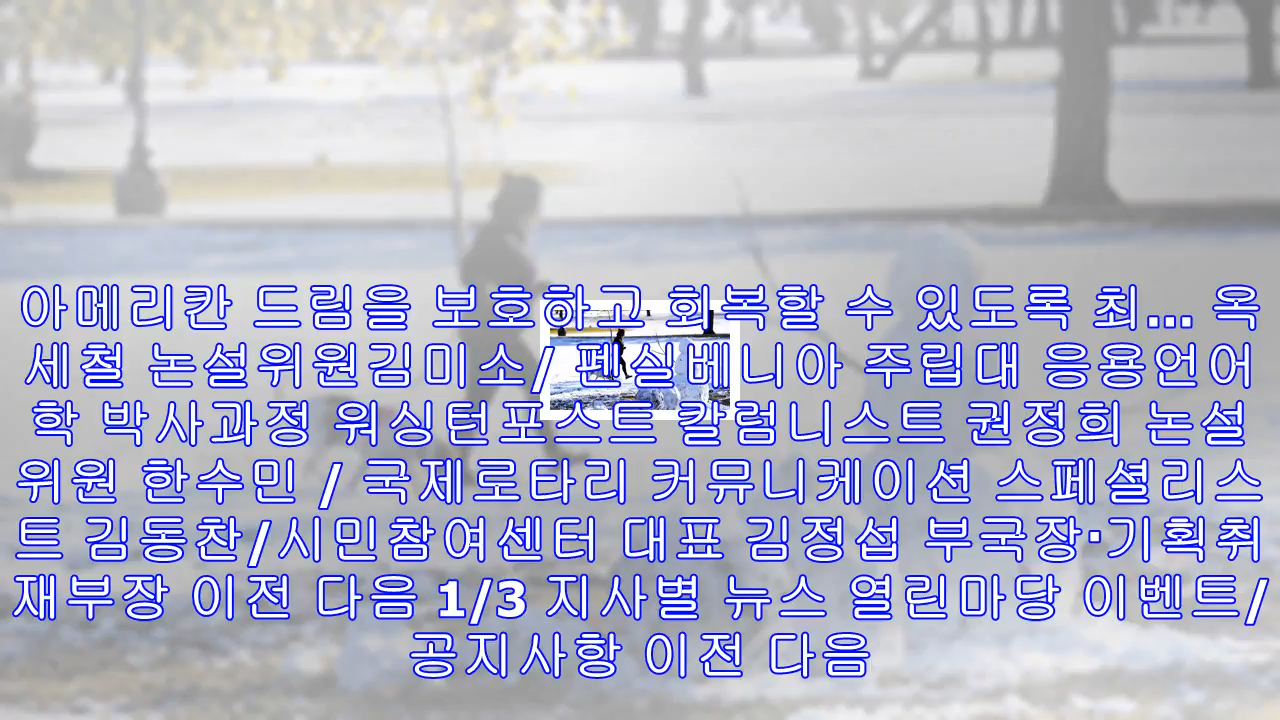 아메리칸 드림을 보호하고 회복할 수 있도록 최... 옥
세철 논설위원김미소/ 펜실베니아 주립대 응용언어
학 박사과정 워싱턴포스트 칼럼니스트 권정희 논설
위원 한수민 / 국제로타리 커뮤니케이션 스페셜리스
트 김동찬/시민참여센터 대표 김정섭 부국장·기획취
재부장 이전 다음 1/3 지사별 뉴스 열린마당 이벤트/
공지사항 이전 다음